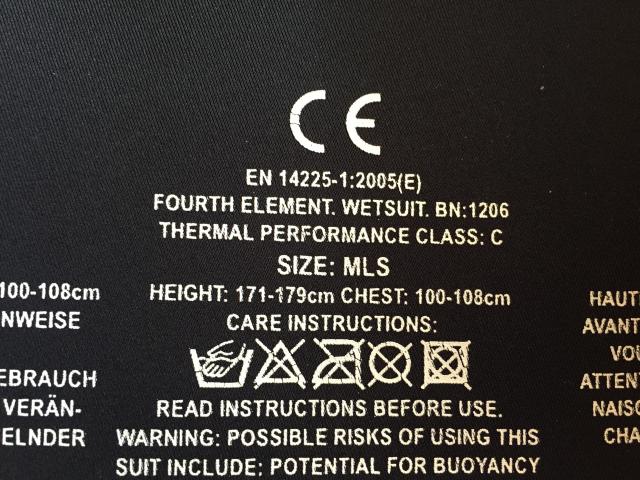 CE
EN 14225-1:2005(E)
FOURTH ELEMENT. WETSUIT. BN:1206
THERMAL PERFORMANCE CLASS: C
SIZE: MLS
HEIGHT: 171-179cm CHEST: 100-108cm
CARE INSTRUCTIONS:
READ INSTRUCTIONS BEFORE USE.
WARNING: POSSIBLE RISKS OF USING THIS
SUIT INCLUDE: POTENTIAL FOR BUOYANCY
100-108cm
NWEISE
EBRAUCH
VERÄN-
ELNDER
HAUT
AVANT
VOU
ATTENT
NAISC
CHA